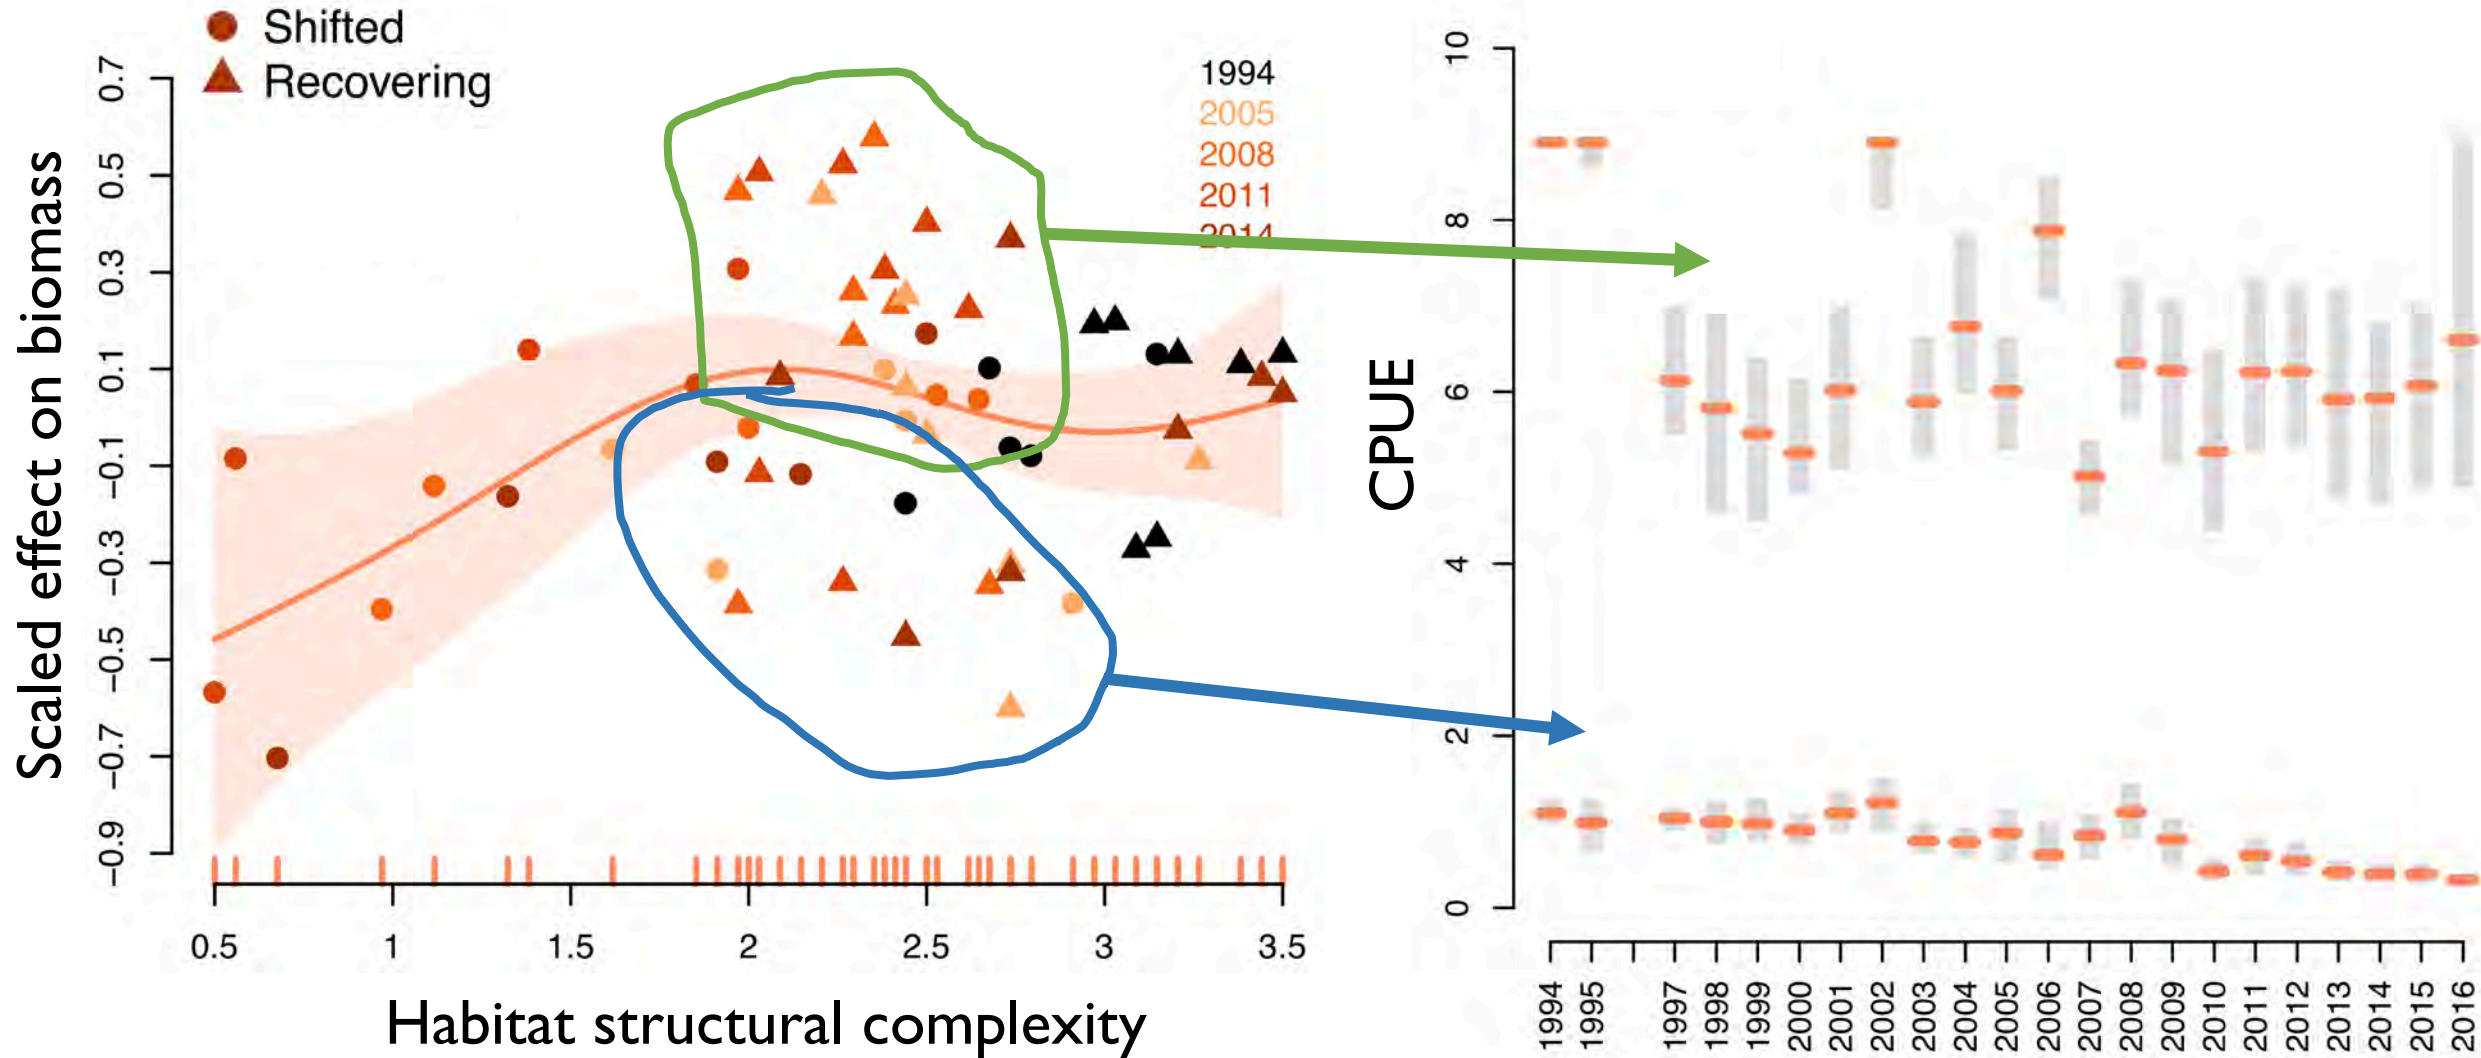 Shifted
Recovering
1994
2005
2008
2011
2014
Scaled effect on biomass
0.7
0.5
0.3
0.1
−0.1
−0.3
−0.5
−0.7
−0.9
0.5 1 1.5 2 2.5 3 3.5
Habitat structural complexity
CPUE
10
8
6
4
2
0
1994 1995 1997 1998 1999 2000 2001 2002 2003 2004 2005 2006 2007 2008 2009 2010 2011 2012 2013 2014 2015 2016